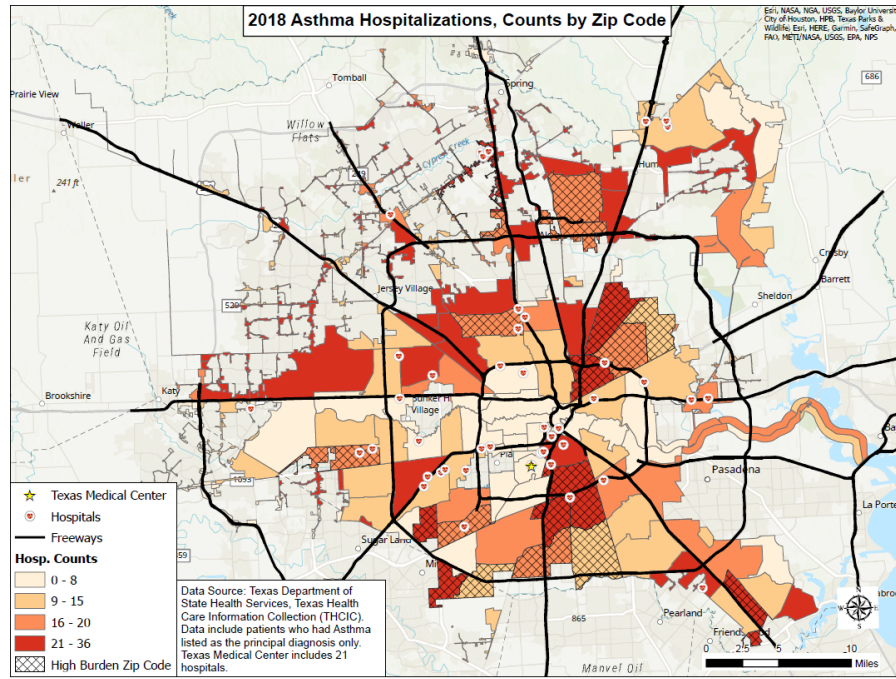 2018 Asthma Hospitalizations, Counts by Zip Code
Esri, NASA, NGA, USGS, Baylor University,
City of Houston, HPB, Texas Parks &
Wildlife, Esri, HERE, Garmin, SafeGraph,
FAO, METI/NASA, USGS, EPA, NPS
Spring
Tomball
686
Prairie View
Waller
Willow
Flats
Cypress Creek
249
Hum
241 ft
Crosby
Barrett
Jersey Village
Sheldon
529
Katy Oil
And Gas
Field
Katy
Brookshire
Bunker H
Village
Pla
Pasadena
1093
La Porte
Sugar Land
Mi
865
Pearland
Friends
d
Manvel Oil
Texas Medical Center
Hospitals
Freeways
Hosp. Counts
0 - 8
9 - 15
16 - 20
21 - 36
High Burden Zip Code
Data Source: Texas Department of
State Health Services, Texas Health
Care Information Collection (THCIC).
Data include patients who had Asthma
listed as the principal diagnosis only.
Texas Medical Center includes 21
hospitals.
N
W
E
S
0 2.5 5 10
Miles